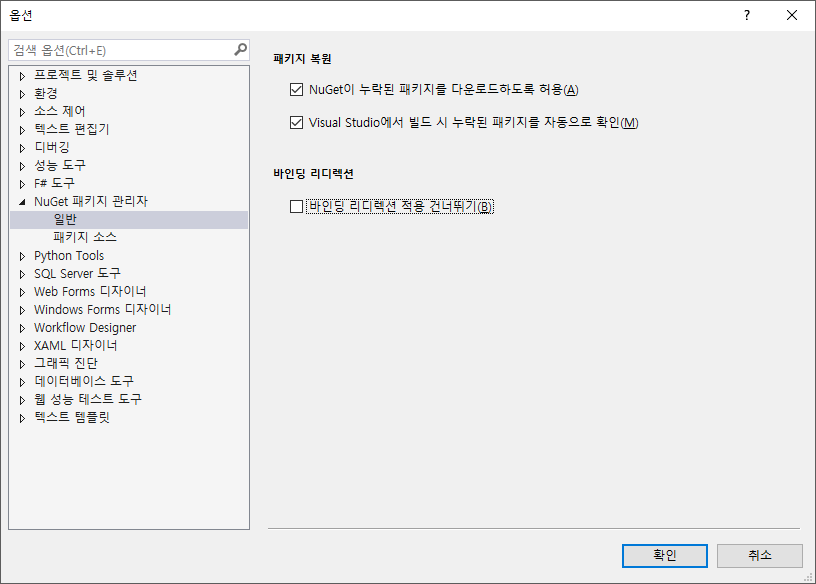 옵션
검색 옵션(Ctrl+E)
프로젝트 및 솔루션
환경
소스 제어
텍스트 편집기
디버깅
성능 도구
F# 도구
NuGet 패키지 관리자
일반
패키지 소스
Python Tools
SQL Server 도구
Web Forms 디자이너
Windows Forms 디자이너
Workflow Designer
XAML 디자이너
그래픽 진단
데이터베이스 도구
웹 성능 테스트 도구
텍스트 템플릿
패키지 복원
NuGet이 누락된 패키지를 다운로드하도록 허용(A)
Visual Studio에서 빌드 시 누락된 패키지를 자동으로 확인(M)
바인딩 리디렉션
바인딩 리디렉션 적용 건너뛰기(B)
확인
취소